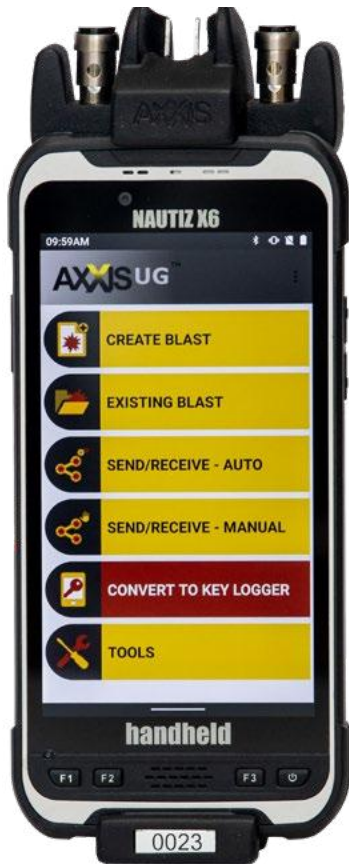 AXXIS
NAUTIZ X6
09:59AM
AXXIS UG™
CREATE BLAST
EXISTING BLAST
SEND/RECEIVE - AUTO
SEND/RECEIVE - MANUAL
CONVERT TO KEY LOGGER
TOOLS
handheld
F1 F2 F3
0023